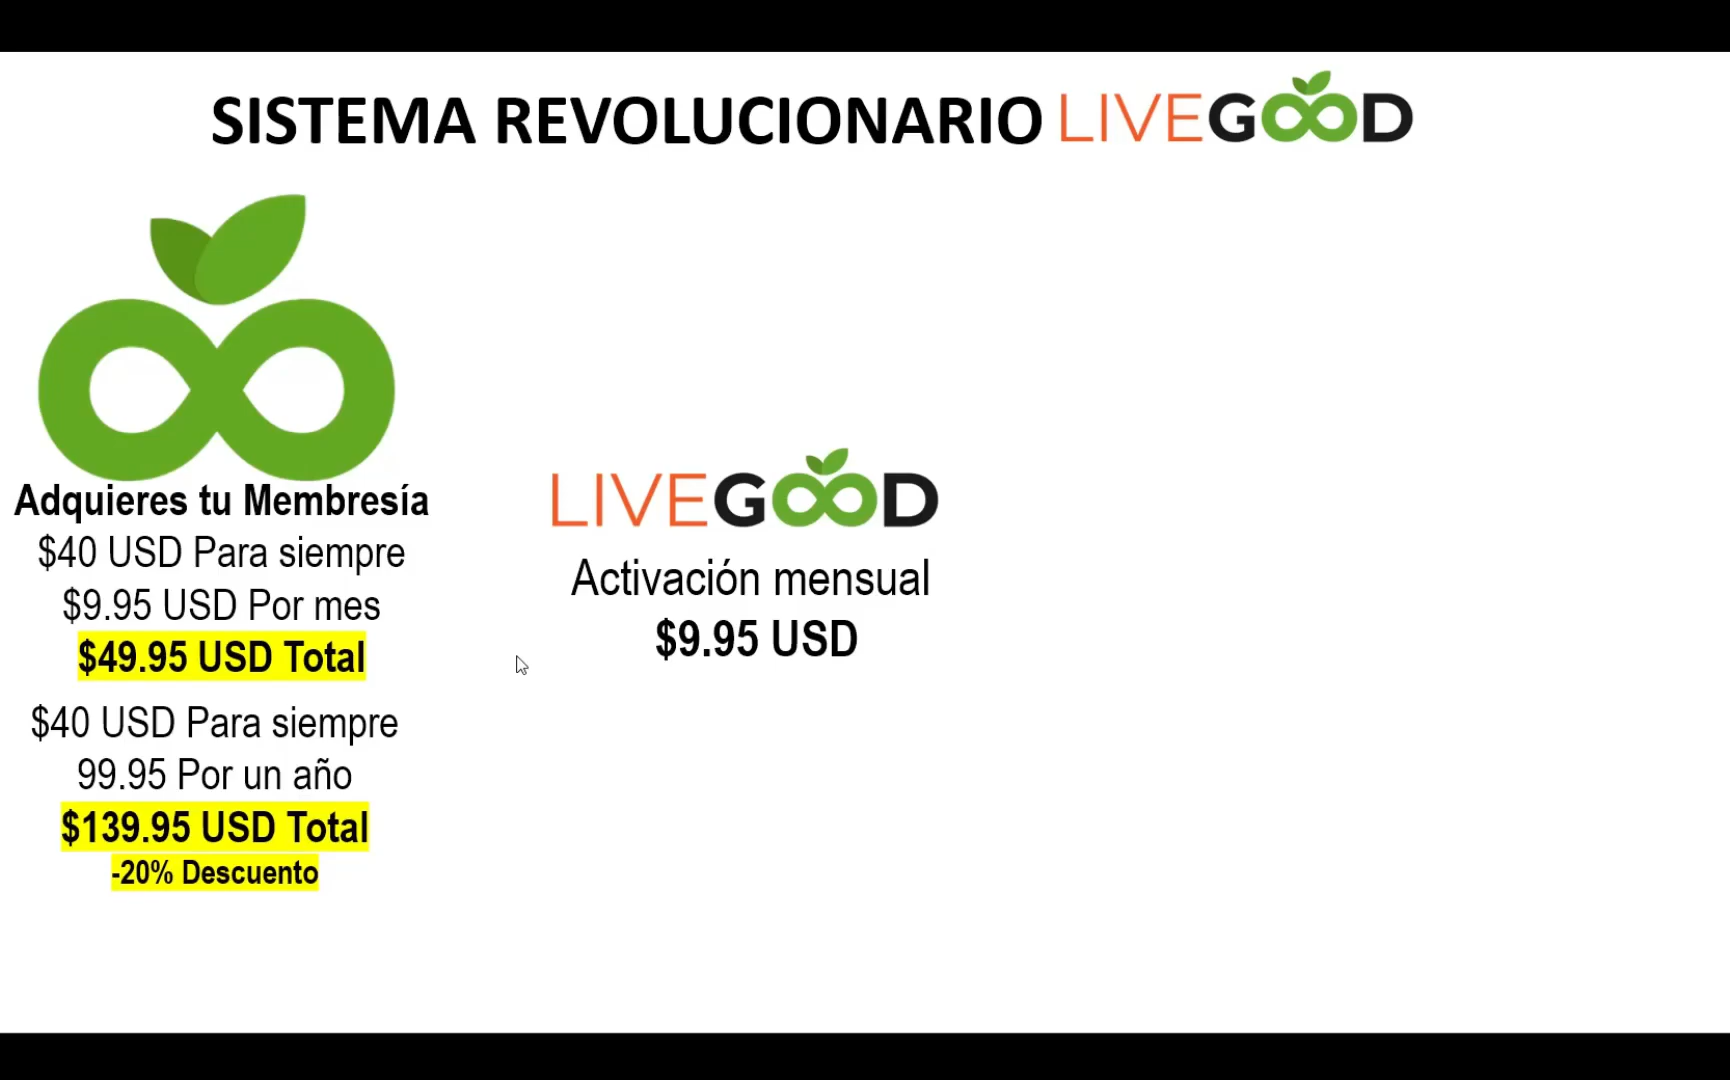 SISTEMA REVOLUCIONARIO LIVEGOOD
Adquieres tu Membresía
$40 USD Para siempre
$9.95 USD Por mes
$49.95 USD Total
$40 USD Para siempre
99.95 Por un año
$139.95 USD Total
-20% Descuento
LIVEGOOD
Activación mensual
$9.95 USD